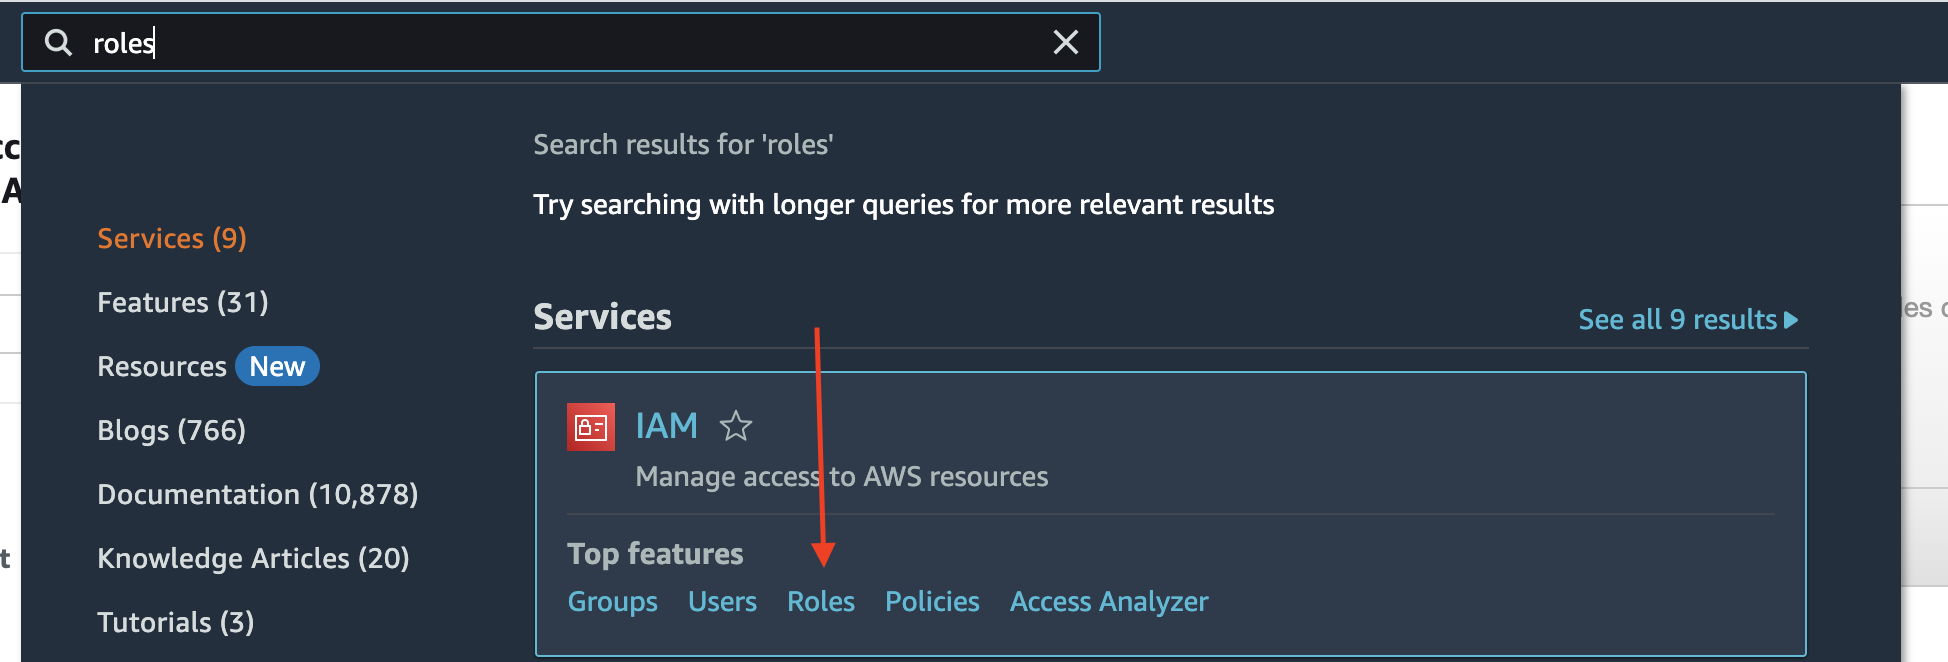 roles
Search results for 'roles'
Try searching with longer queries for more relevant results
Services (9)
Features (31)
Resources New
Blogs (766)
Documentation (10,878)
Knowledge Articles (20)
Tutorials (3)
Services
See all 9 results
IAM
Manage access to AWS resources
Top features
Groups Users Roles Policies Access Analyzer